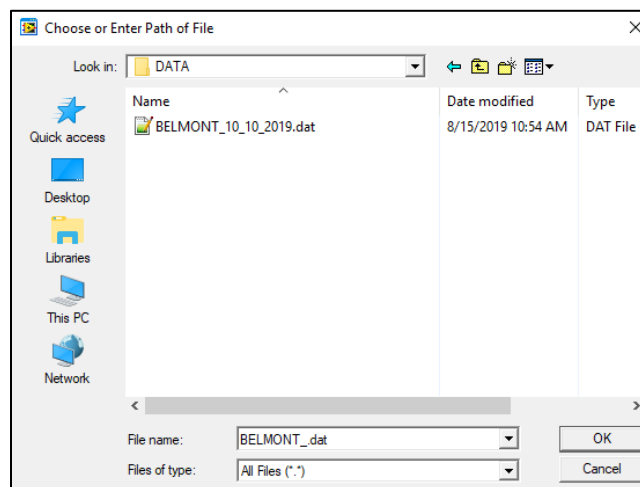 Choose or Enter Path of File
Look in: DATA
Name Date modified Type
BELMONT_10_10_2019.dat 8/15/2019 10:54 AM DAT File
Quick access
Desktop
Libraries
This PC
Network
File name: BELMONT_.dat OK
Files of type: All Files (*.*) Cancel